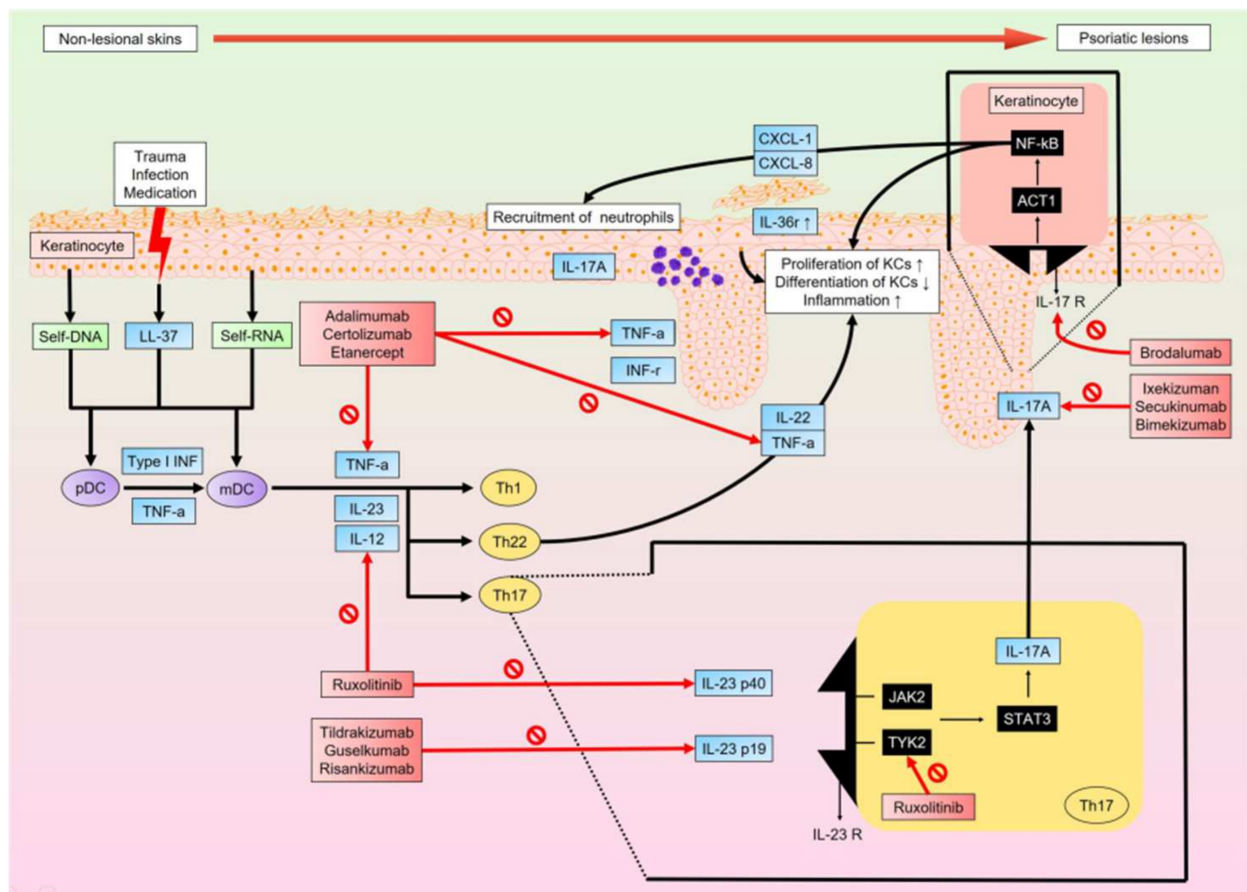 Non-lesional skins
Psoriatic lesions
Keratinocyte
CXCL-1
CXCL-8
NF-kB
Trauma
Infection
Medication
ACT1
Recruitment of neutrophils
IL-36r ↑
Keratinocyte
IL-17A
Proliferation of KCs ↑
Differentiation of KCs ↓
Inflammation ↑
IL-17 R
Self-DNA
LL-37
Self-RNA
Adalimumab
Certolizumab
Etanercept
TNF-a
INF-r
Brodalumab
Ixekizuman
Secukinumab
Bimekizumab
IL-17A
IL-22
TNF-a
Type I INF
pDC
mDC
TNF-a
TNF-a
IL-23
IL-12
Th1
Th22
Th17
IL-17A
Ruxolitinib
IL-23 p40
JAK2
STAT3
Tildrakizumab
Guselkumab
Risankizumab
IL-23 p19
TYK2
Ruxolitinib
Th17
IL-23 R